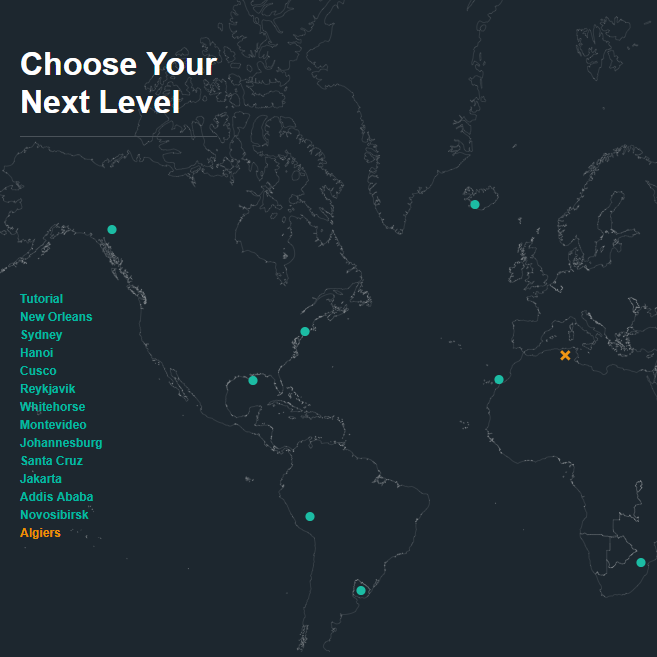 Choose Your
Next Level
Tutorial
New Orleans
Sydney
Hanoi
Cusco
Reykjavik
Whitehorse
Montevideo
Johannesburg
Santa Cruz
Jakarta
Addis Ababa
Novosibirsk
Algiers